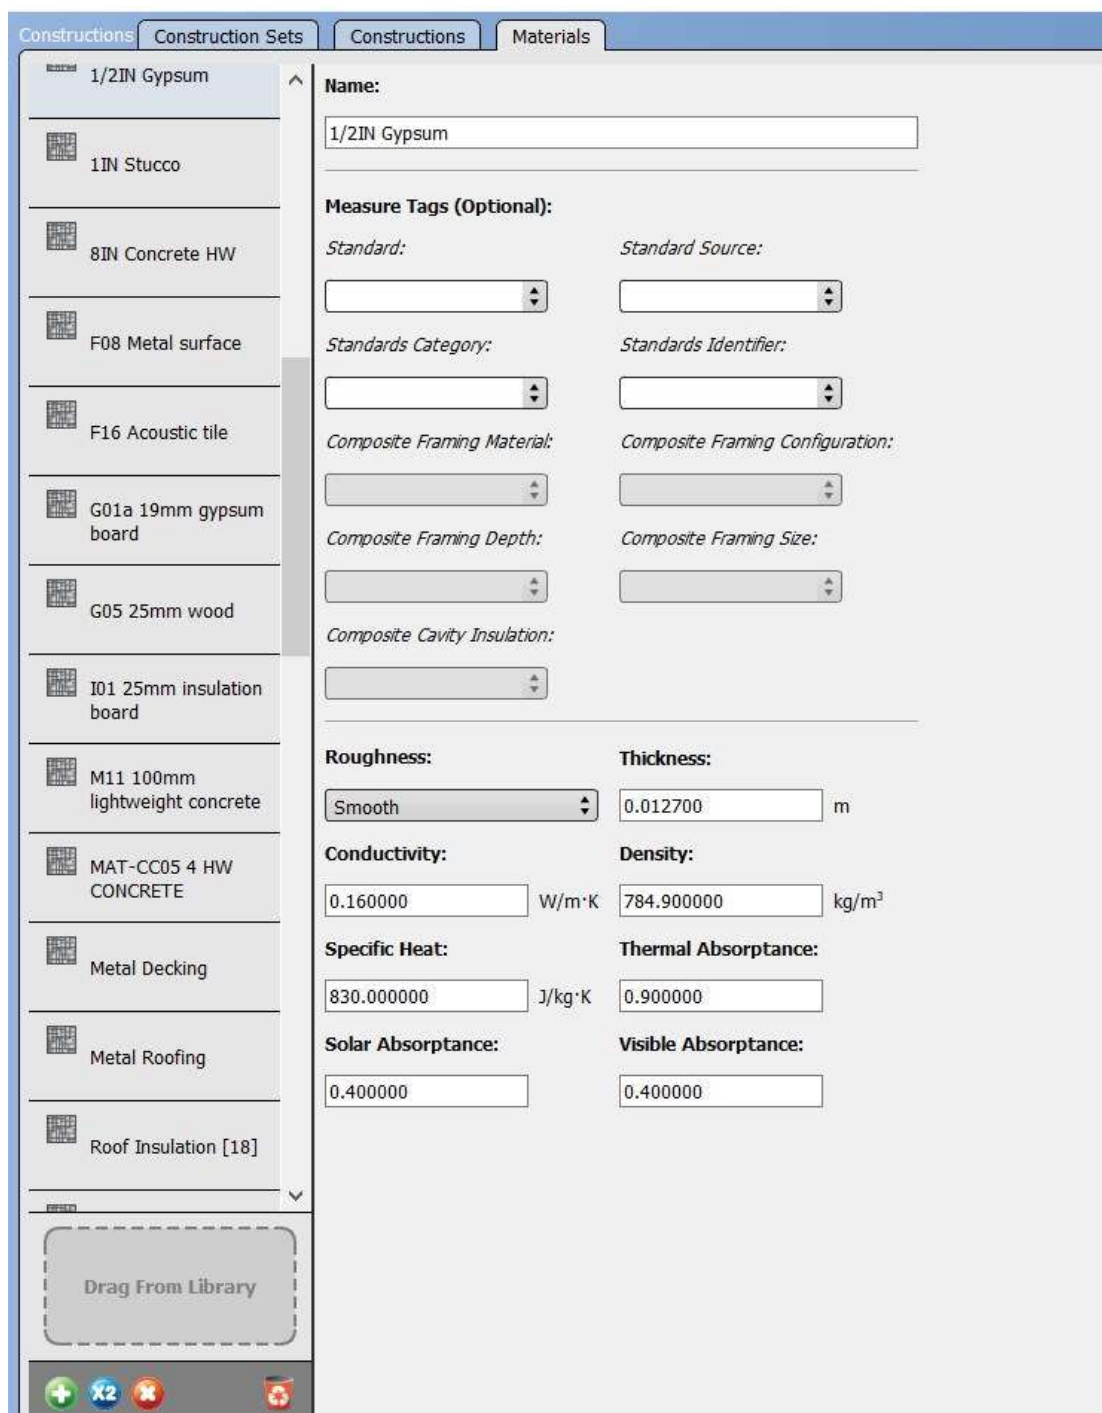 Constructions
Construction Sets
Constructions
Materials
1/2IN Gypsum
1IN Stucco
8IN Concrete HW
F08 Metal surface
F16 Acoustic tile
G01a 19mm gypsum
board
G05 25mm wood
I01 25mm insulation
board
M11 100mm
lightweight concrete
MAT-CC05 4 HW
CONCRETE
Metal Decking
Metal Roofing
Roof Insulation [18]
Drag From Library
X2
Name:
1/2IN Gypsum
Measure Tags (Optional):
Standard: Standard Source:
Standards Category: Standards Identifier:
Composite Framing Material: Composite Framing Configuration:
Composite Framing Depth: Composite Framing Size:
Composite Cavity Insulation:
Roughness: Thickness:
Smooth 0.012700 m
Conductivity: Density:
0.160000 W/m·K 784.900000 kg/m³
Specific Heat: Thermal Absorptance:
830.000000 J/kg·K 0.900000
Solar Absorptance: Visible Absorptance:
0.400000 0.400000